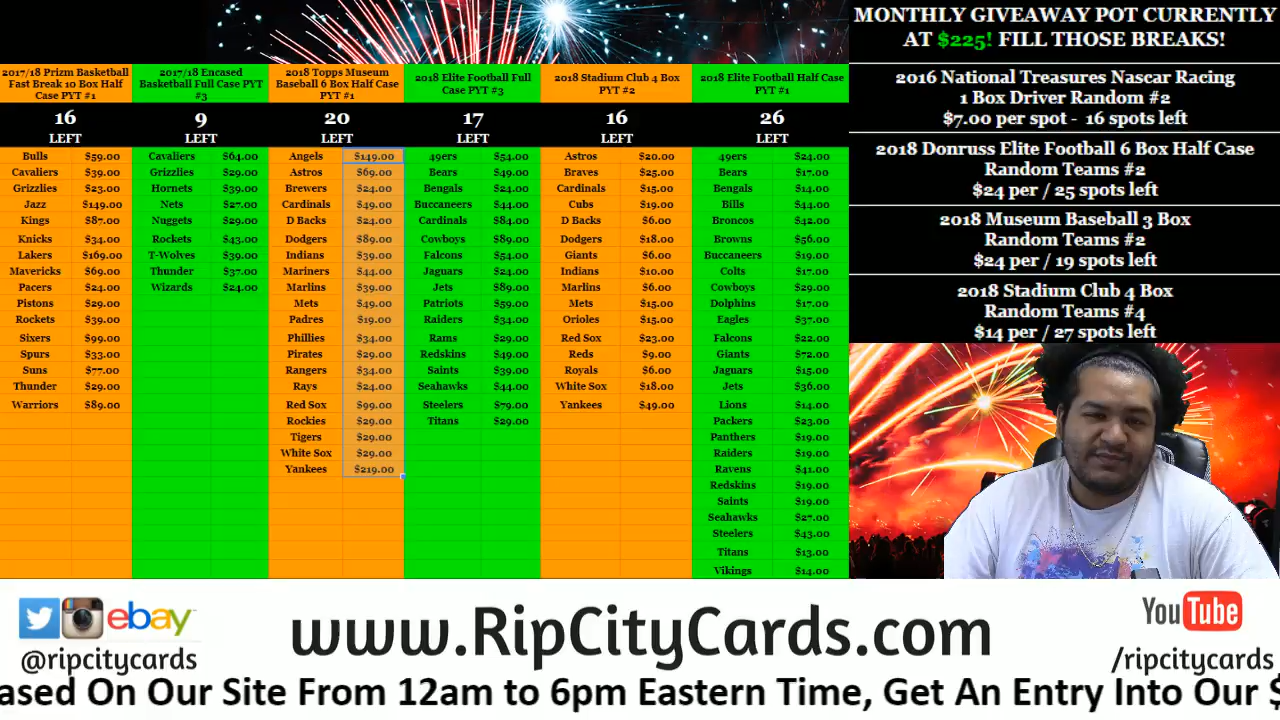 MONTHLY GIVEAWAY POT CURRENTLY
AT $225! FILL THOSE BREAKS!
2017/18 Prizm Basketball
Fast Break 10 Box Half
Case PYT #1
16
LEFT
Bulls $59.00
Cavaliers $39.00
Grizzlies $23.00
Jazz $149.00
Kings $87.00
Knicks $34.00
Lakers $169.00
Mavericks $69.00
Pacers $24.00
Pistons $29.00
Rockets $39.00
Sixers $99.00
Spurs $33.00
Suns $77.00
Thunder $29.00
Warriors $89.00
2017/18 Encased
Basketball Full Case PYT
#3
9
LEFT
Cavaliers $64.00
Grizzlies $29.00
Hornets $39.00
Nets $27.00
Nuggets $29.00
Rockets $43.00
T-Wolves $39.00
Thunder $37.00
Wizards $24.00
2018 Topps Museum
Baseball 6 Box Half Case
PYT #1
20
LEFT
Angels $149.00
Astros $69.00
Brewers $24.00
Cardinals $49.00
D Backs $24.00
Dodgers $89.00
Indians $39.00
Mariners $44.00
Marlins $39.00
Mets $49.00
Padres $19.00
Phillies $34.00
Pirates $29.00
Rangers $34.00
Rays $24.00
Red Sox $99.00
Rockies $29.00
Tigers $29.00
White Sox $29.00
Yankees $219.00
2018 Elite Football Full
Case PYT #3
17
LEFT
49ers $54.00
Bears $49.00
Bengals $24.00
Buccaneers $44.00
Cardinals $84.00
Cowboys $89.00
Falcons $54.00
Jaguars $24.00
Jets $89.00
Patriots $59.00
Raiders $34.00
Rams $29.00
Redskins $49.00
Saints $39.00
Seahawks $44.00
Steelers $79.00
Titans $29.00
2018 Stadium Club 4 Box
PYT #2
16
LEFT
Astros $20.00
Braves $25.00
Cardinals $15.00
Cubs $19.00
D Backs $6.00
Dodgers $18.00
Giants $6.00
Indians $10.00
Marlins $6.00
Mets $15.00
Orioles $15.00
Red Sox $23.00
Reds $9.00
Royals $6.00
White Sox $18.00
Yankees $49.00
2018 Elite Football Half Case
PYT #1
26
LEFT
49ers $24.00
Bears $17.00
Bengals $14.00
Bills $44.00
Broncos $42.00
Browns $56.00
Buccaneers $19.00
Colts $17.00
Cowboys $29.00
Dolphins $17.00
Eagles $37.00
Falcons $22.00
Giants $72.00
Jaguars $15.00
Jets $36.00
Lions $14.00
Packers $23.00
Panthers $19.00
Raiders $19.00
Ravens $41.00
Redskins $19.00
Saints $19.00
Seahawks $27.00
Steelers $43.00
Titans $13.00
Vikings $14.00
2016 National Treasures Nascar Racing
1 Box Driver Random #2
$7.00 per spot - 16 spots left
2018 Donruss Elite Football 6 Box Half Case
Random Teams #2
$24 per / 25 spots left
2018 Museum Baseball 3 Box
Random Teams #2
$24 per / 19 spots left
2018 Stadium Club 4 Box
Random Teams #4
$14 per / 27 spots left
ebay
@ripcitycards
www.RipCityCards.com
YouTube
/ripcitycards
ased On Our Site From 12am to 6pm Eastern Time, Get An Entry Into Our $